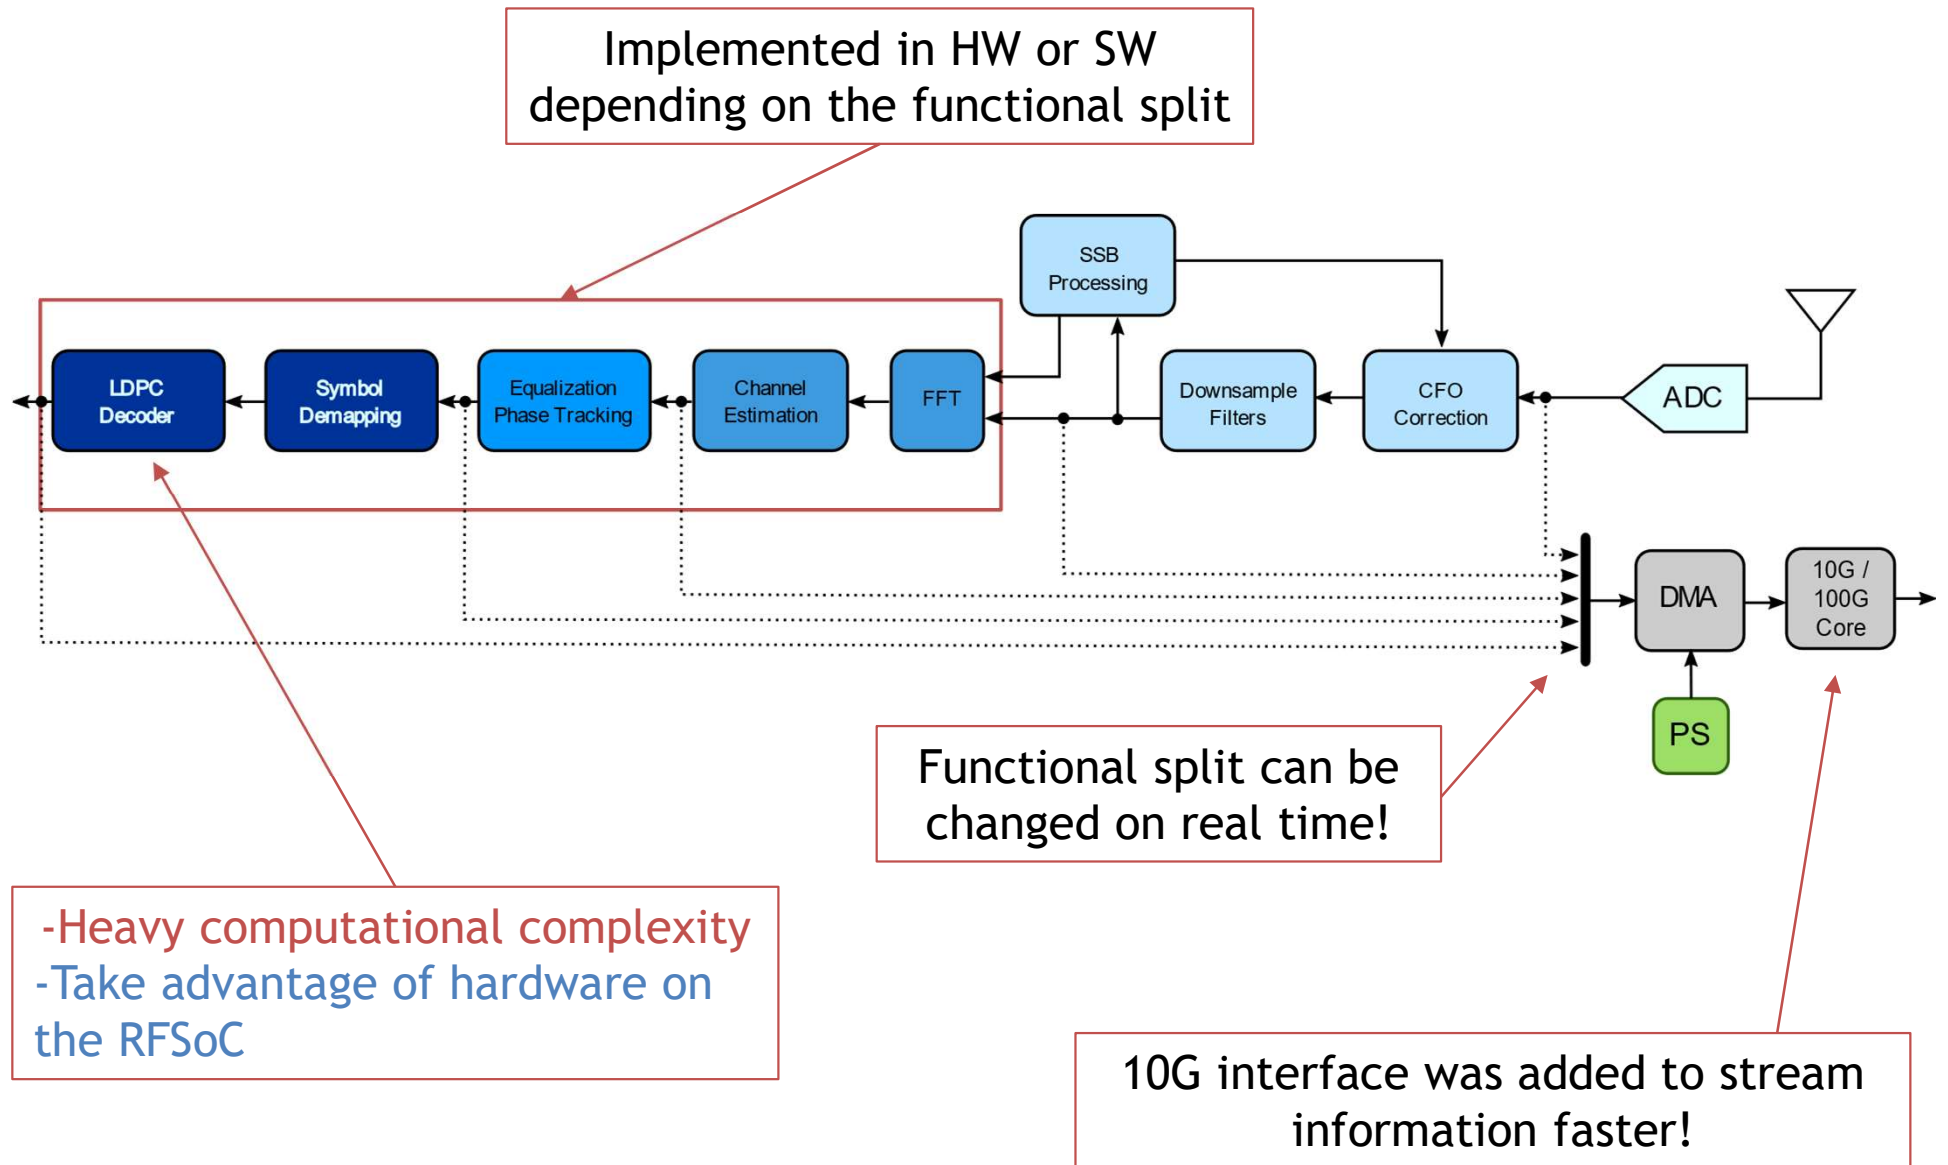 Implemented in HW or SW
depending on the functional split
SSB
Processing
LDPC
Decoder
Symbol
Demapping
Equalization
Phase Tracking
Channel
Estimation
FFT
Downsample
Filters
CFO
Correction
ADC
DMA
10G /
100G
Core
PS
Functional split can be
changed on real time!
-Heavy computational complexity
-Take advantage of hardware on
the RFSoC
10G interface was added to stream
information faster!